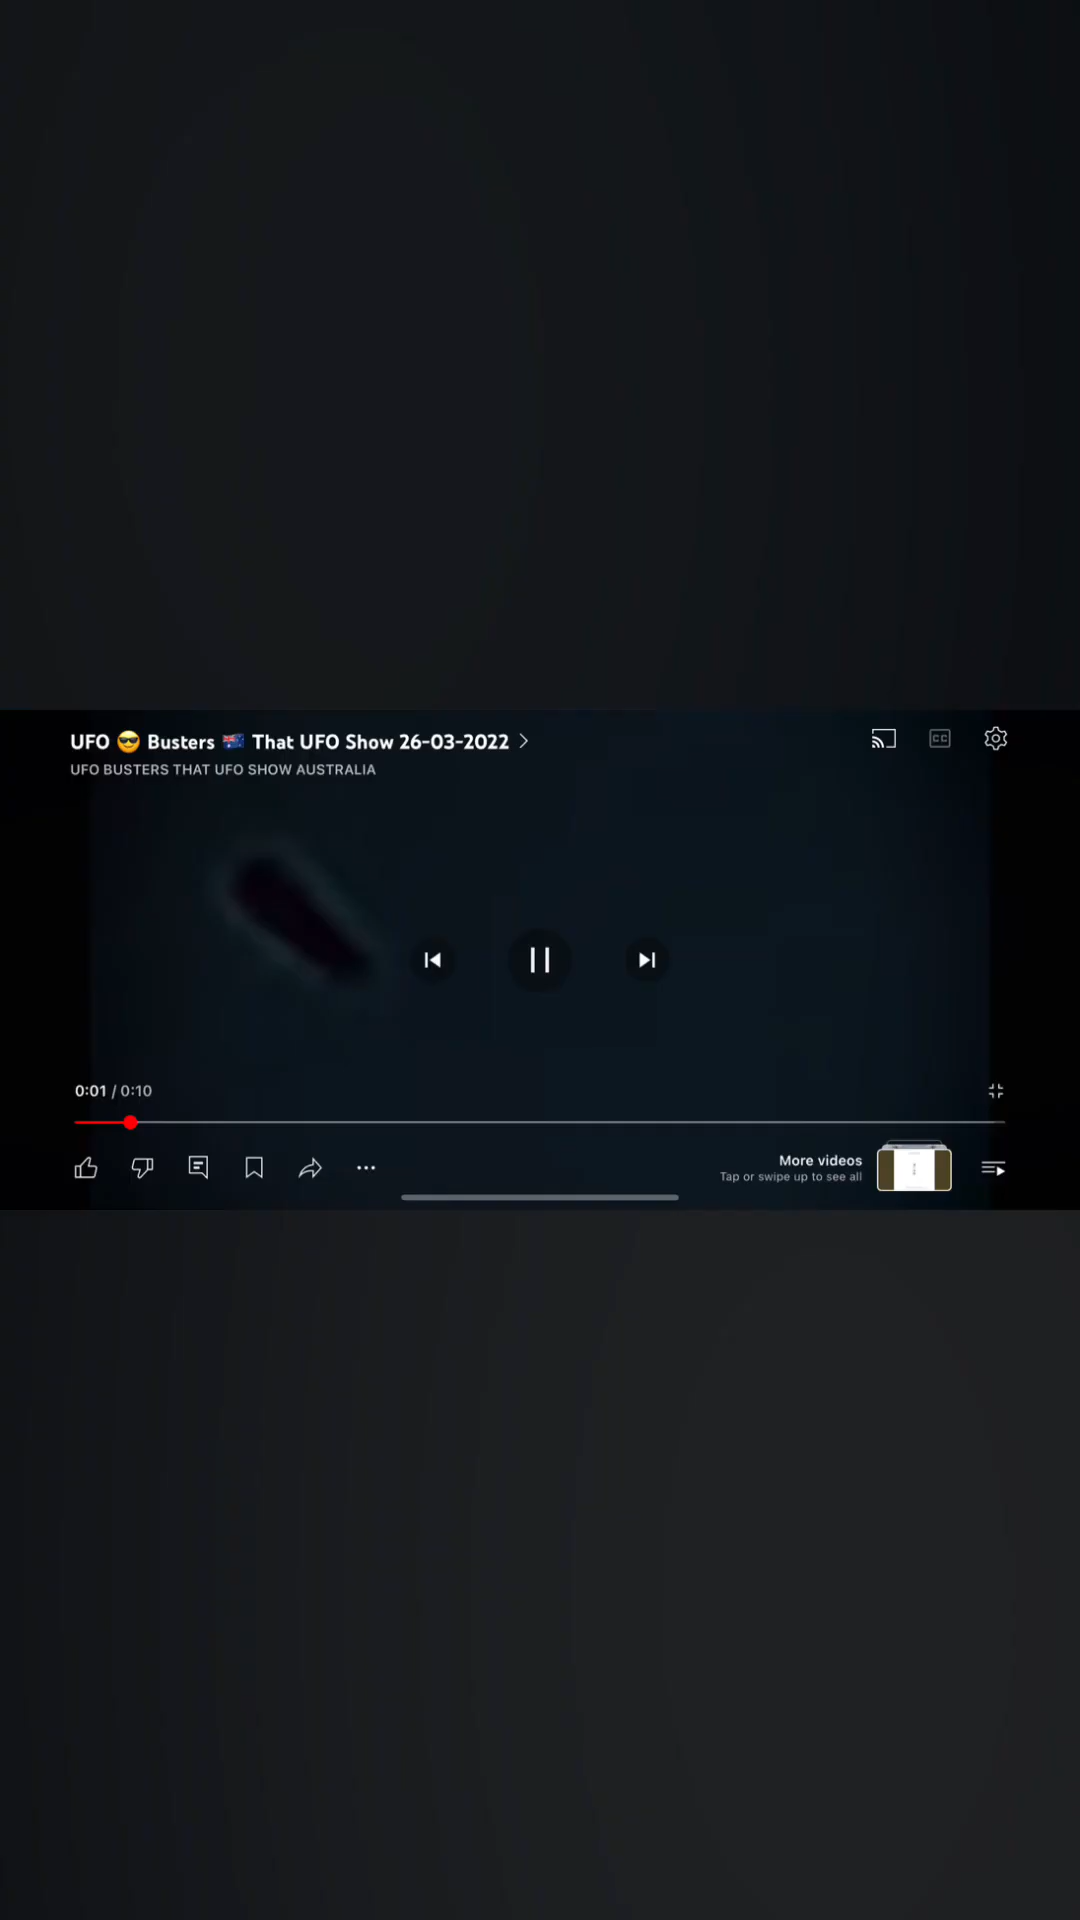 UFO 😎 Busters 🇦🇺 That UFO Show 26-03-2022
UFO BUSTERS THAT UFO SHOW AUSTRALIA
CC
0:01 / 0:10
More videos
Tap or swipe up to see all